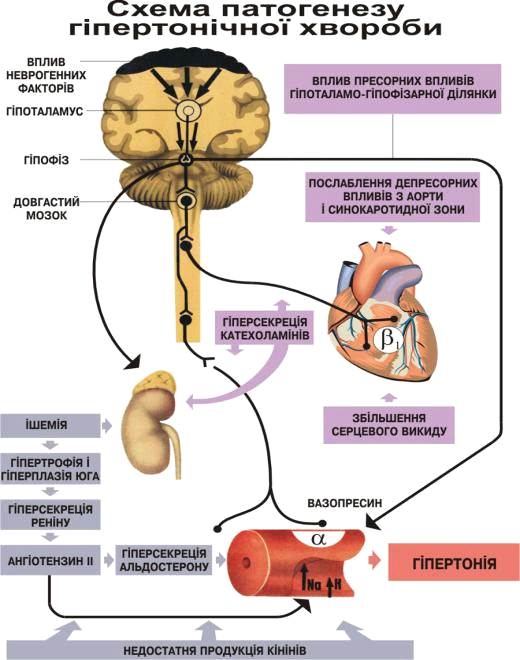 Схема патогенезу
гіпертонічної хвороби
ВПЛИВ
НЕВРОГЕННИХ
ФАКТОРІВ
ГІПОТАЛАМУС
ГІПОФІЗ
ДОВГАСТИЙ
МОЗОК
ВПЛИВ ПРЕСОРНИХ ВПЛИВІВ
ГІПОТАЛАМО-ГІПОФІЗАРНОЇ ДІЛЯНКИ
ПОСЛАБЛЕННЯ ДЕПРЕСОРНИХ
ВПЛИВІВ З АОРТИ
І СИНОКАРОТИДНОЇ ЗОНИ
β1
ГІПЕРСЕКРЕЦІЯ
КАТЕХОЛАМІНІВ
ЗБІЛЬШЕННЯ
СЕРЦЕВОГО ВИКИДУ
ІШЕМІЯ
ГІПЕРТРОФІЯ І
ГІПЕРПЛАЗІЯ ЮГА
ГІПЕРСЕКРЕЦІЯ
РЕНІНУ
АНГІОТЕНЗИН II
ГІПЕРСЕКРЕЦІЯ
АЛЬДОСТЕРОНУ
ВАЗОПРЕСИН
α
Na K
ГІПЕРТОНІЯ
НЕДОСТАТНЯ ПРОДУКЦІЯ КІНІНІВ